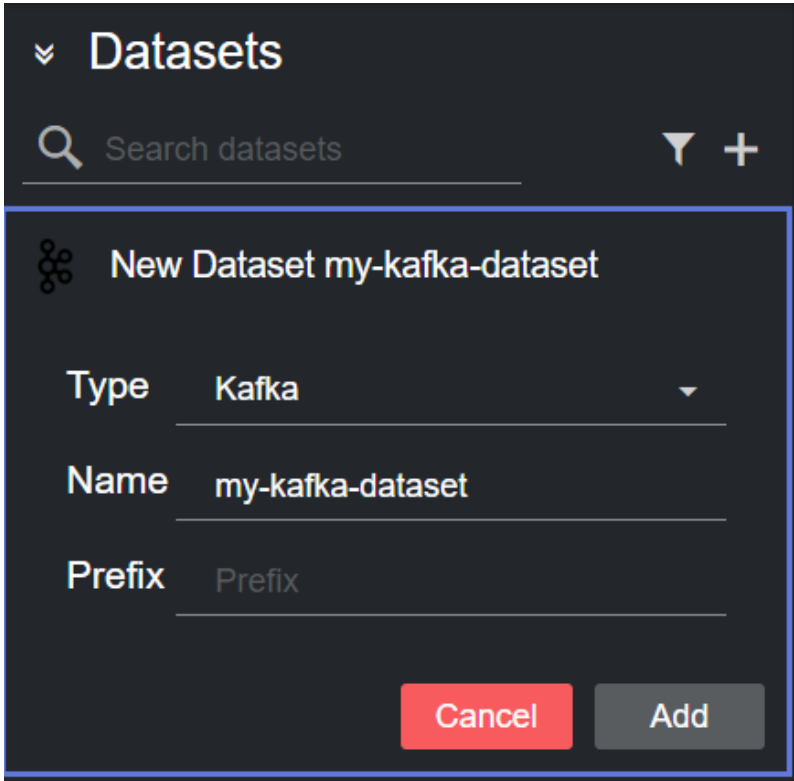 Datasets
Search datasets
New Dataset my-kafka-dataset
Type Kafka
Name my-kafka-dataset
Prefix Prefix
Cancel Add